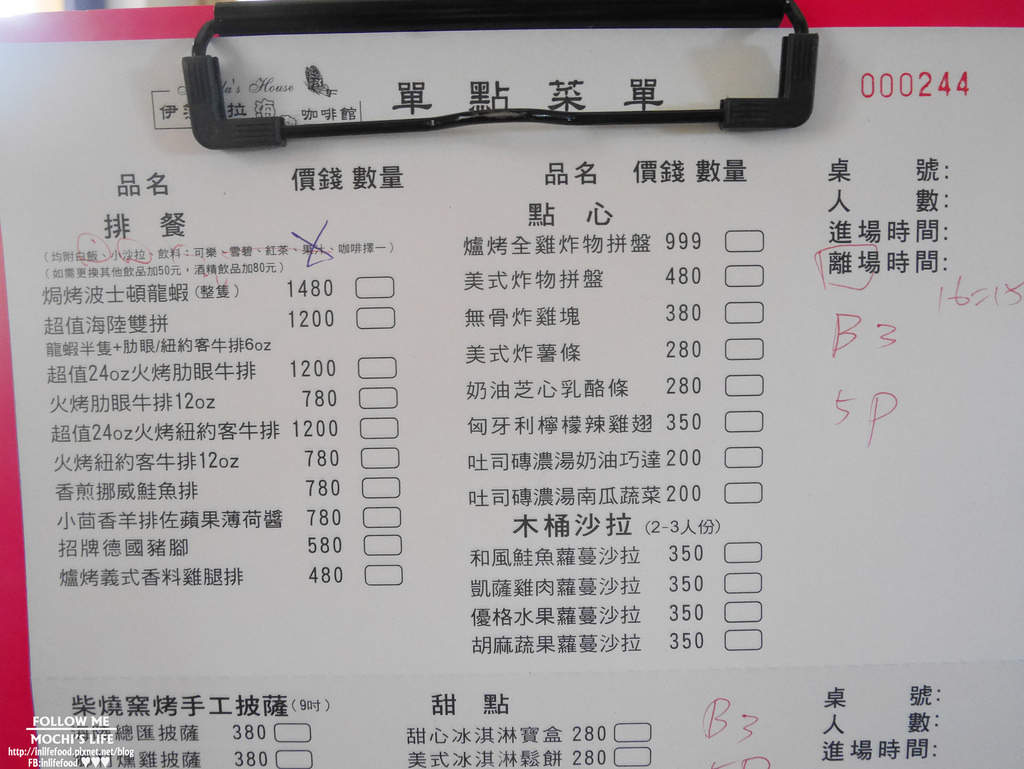 's House
伊 拉 海 咖啡館
單點菜單
000244
品名 價錢 數量
排餐
(均附白飯、小沙拉、飲料:可樂、雪碧、紅茶、果汁、咖啡擇一)
(如需更換其他飲品加50元,酒精飲品加80元)
焗烤波士頓龍蝦(整隻) 1480
超值海陸雙拼 1200
龍蝦半隻+肋眼/紐約客牛排6oz
超值24oz火烤肋眼牛排 1200
火烤肋眼牛排12oz 780
超值24oz火烤紐約客牛排 1200
火烤紐約客牛排12oz 780
香煎挪威鮭魚排 780
小茴香羊排佐蘋果薄荷醬 780
招牌德國豬腳 580
爐烤義式香料雞腿排 480
品名 價錢 數量
點心
爐烤全雞炸物拼盤 999
美式炸物拼盤 480
無骨炸雞塊 380
美式炸薯條 280
奶油芝心乳酪條 280
匈牙利檸檬辣雞翅 350
吐司磚濃湯奶油巧達 200
吐司磚濃湯南瓜蔬菜 200
木桶沙拉(2-3人份)
和風鮭魚蘿蔓沙拉 350
凱薩雞肉蘿蔓沙拉 350
優格水果蘿蔓沙拉 350
胡麻蔬果蘿蔓沙拉 350
桌號:
人數:
進場時間:
離場時間:
16=15
B3
5P
柴燒窯烤手工披薩(9吋)
總匯披薩 380
燻雞披薩 380
甜點
甜心冰淇淋寶盒 280
美式冰淇淋鬆餅 280
B3
桌號:
人數:
進場時間:
FOLLOW ME
MOCHI'S LIFE
http://inlifefood.pixnet.net/blog
FB:inlifefood♥♥♥